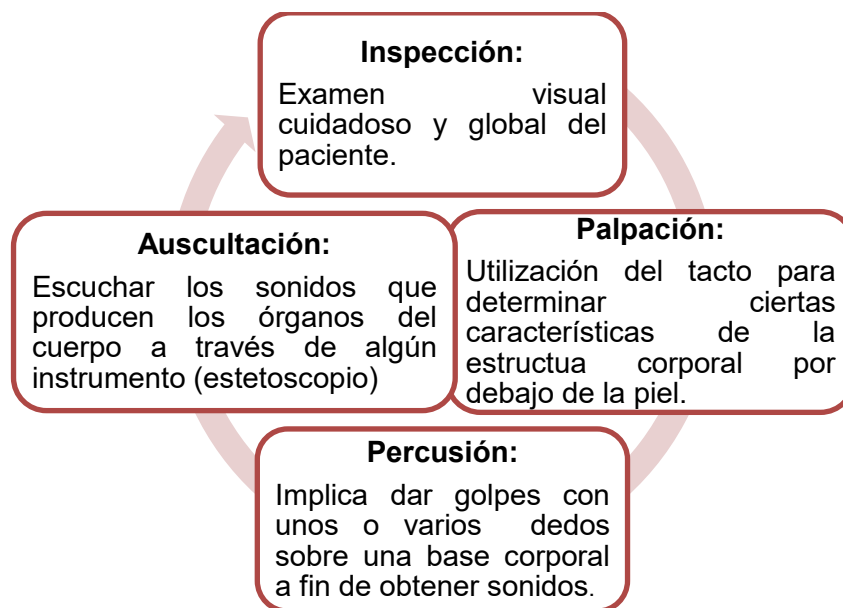 Inspección:
Examen visual
cuidadoso y global del
paciente.
Palpación:
Utilización del tacto para
determinar ciertas
características de la
estructua corporal por
debajo de la piel.
Percusión:
Implica dar golpes con
unos o varios dedos
sobre una base corporal
a fin de obtener sonidos.
Auscultación:
Escuchar los sonidos que
producen los órganos del
cuerpo a través de algún
instrumento (estetoscopio)